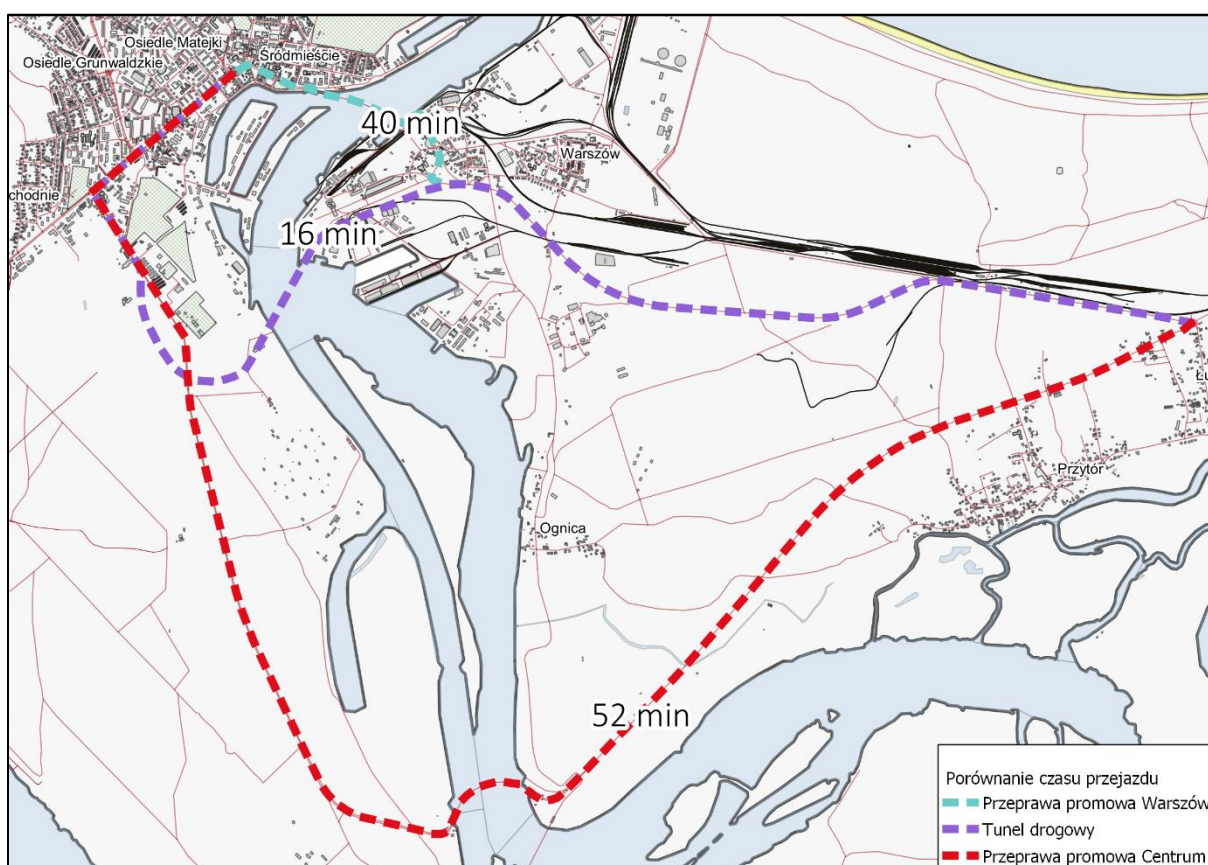 Osiedle Matejki
Śródmieście
Osiedle Grunwaldzkie
40 min
Warszów
chodnie
16 min
Łu
Przytór
Ognica
52 min
Porównanie czasu przejazdu
Przeprawa promowa Warszów
Tunel drogowy
Przeprawa promowa Centrum